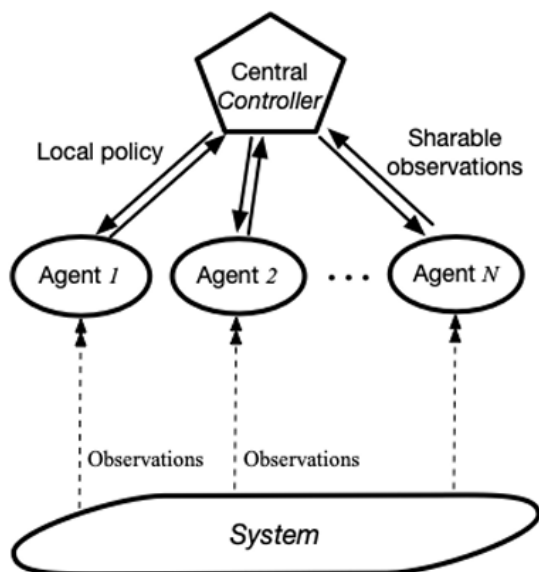 Central
Controller
Local policy
Sharable
observations
Agent 1
Agent 2
...
Agent N
Observations
Observations
System